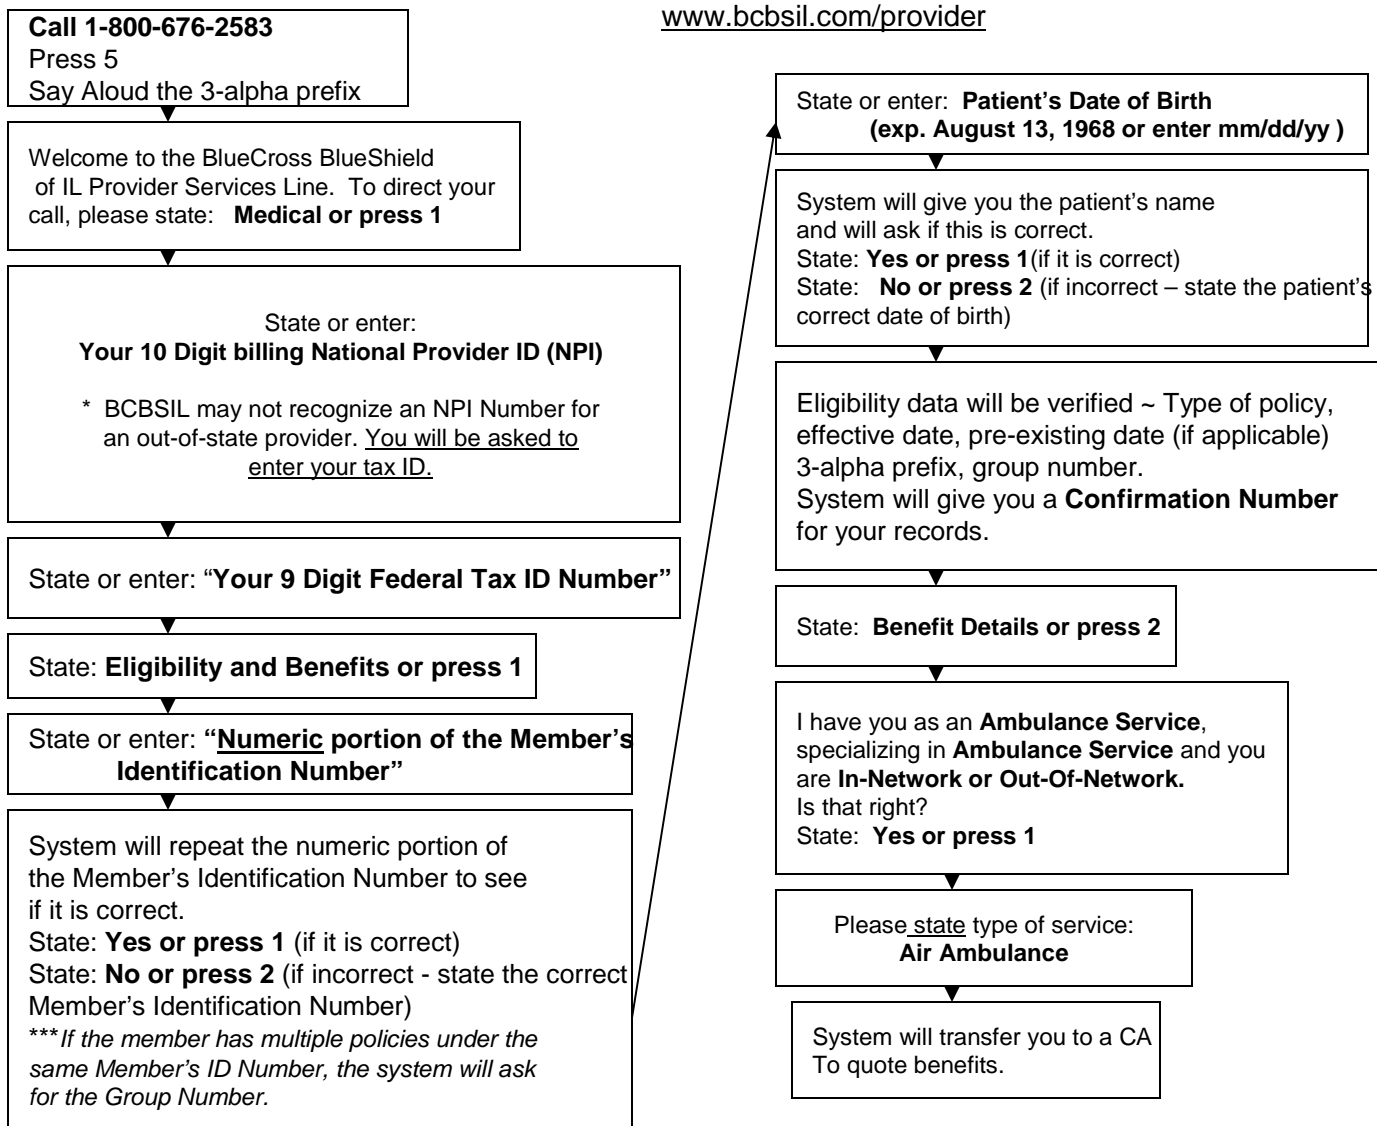 www.bcbsil.com/provider
Call 1-800-676-2583
Press 5
Say Aloud the 3-alpha prefix
Welcome to the BlueCross BlueShield
of IL Provider Services Line. To direct your
call, please state: Medical or press 1
State or enter:
Your 10 Digit billing National Provider ID (NPI)
* BCBSIL may not recognize an NPI Number for
an out-of-state provider. You will be asked to
enter your tax ID.
State or enter: “Your 9 Digit Federal Tax ID Number”
State: Eligibility and Benefits or press 1
State or enter: “Numeric portion of the Member’s
Identification Number”
System will repeat the numeric portion of
the Member’s Identification Number to see
if it is correct.
State: Yes or press 1 (if it is correct)
State: No or press 2 (if incorrect - state the correct
Member’s Identification Number)
***If the member has multiple policies under the
same Member’s ID Number, the system will ask
for the Group Number.
State or enter: Patient’s Date of Birth
(exp. August 13, 1968 or enter mm/dd/yy )
System will give you the patient’s name
and will ask if this is correct.
State: Yes or press 1(if it is correct)
State: No or press 2 (if incorrect – state the patient’s
correct date of birth)
Eligibility data will be verified ~ Type of policy,
effective date, pre-existing date (if applicable)
3-alpha prefix, group number.
System will give you a Confirmation Number
for your records.
State: Benefit Details or press 2
I have you as an Ambulance Service,
specializing in Ambulance Service and you
are In-Network or Out-Of-Network.
Is that right?
State: Yes or press 1
Please state type of service:
Air Ambulance
System will transfer you to a CA
To quote benefits.